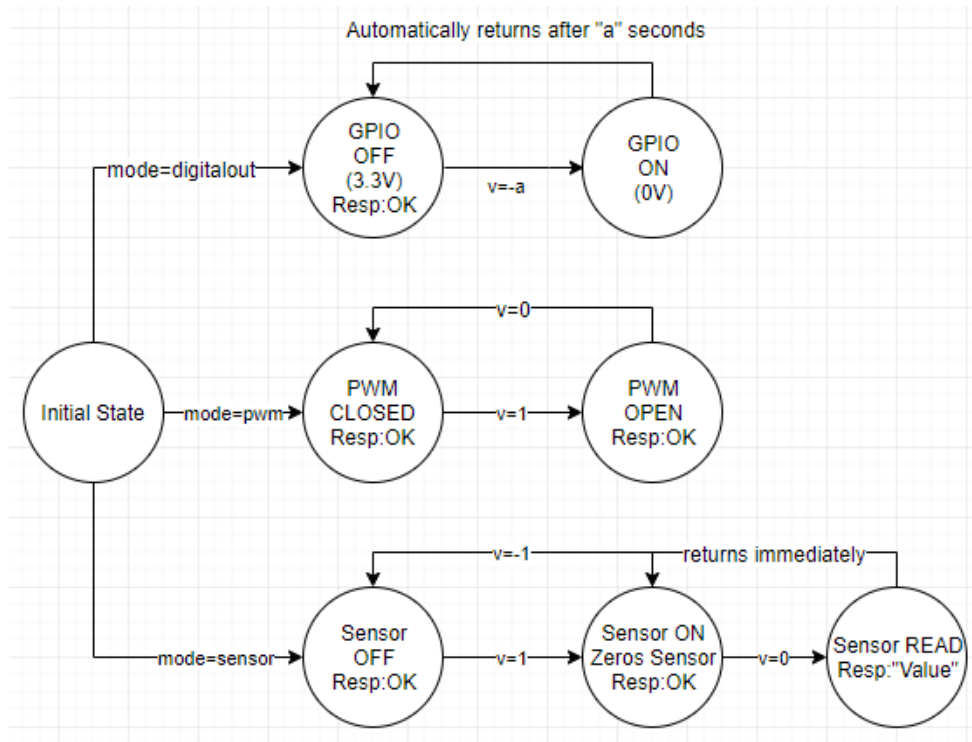 Automatically returns after "a" seconds
GPIO
OFF
(3.3V)
Resp:OK
GPIO
ON
(0V)
mode=digitalout
v=-a
v=0
Initial State
mode=pwm
PWM
CLOSED
Resp:OK
v=1
PWM
OPEN
Resp:OK
v=-1
returns immediately
mode=sensor
Sensor
OFF
Resp:OK
v=1
Sensor ON
Zeros Sensor
Resp:OK
v=0
Sensor READ
Resp:"Value"